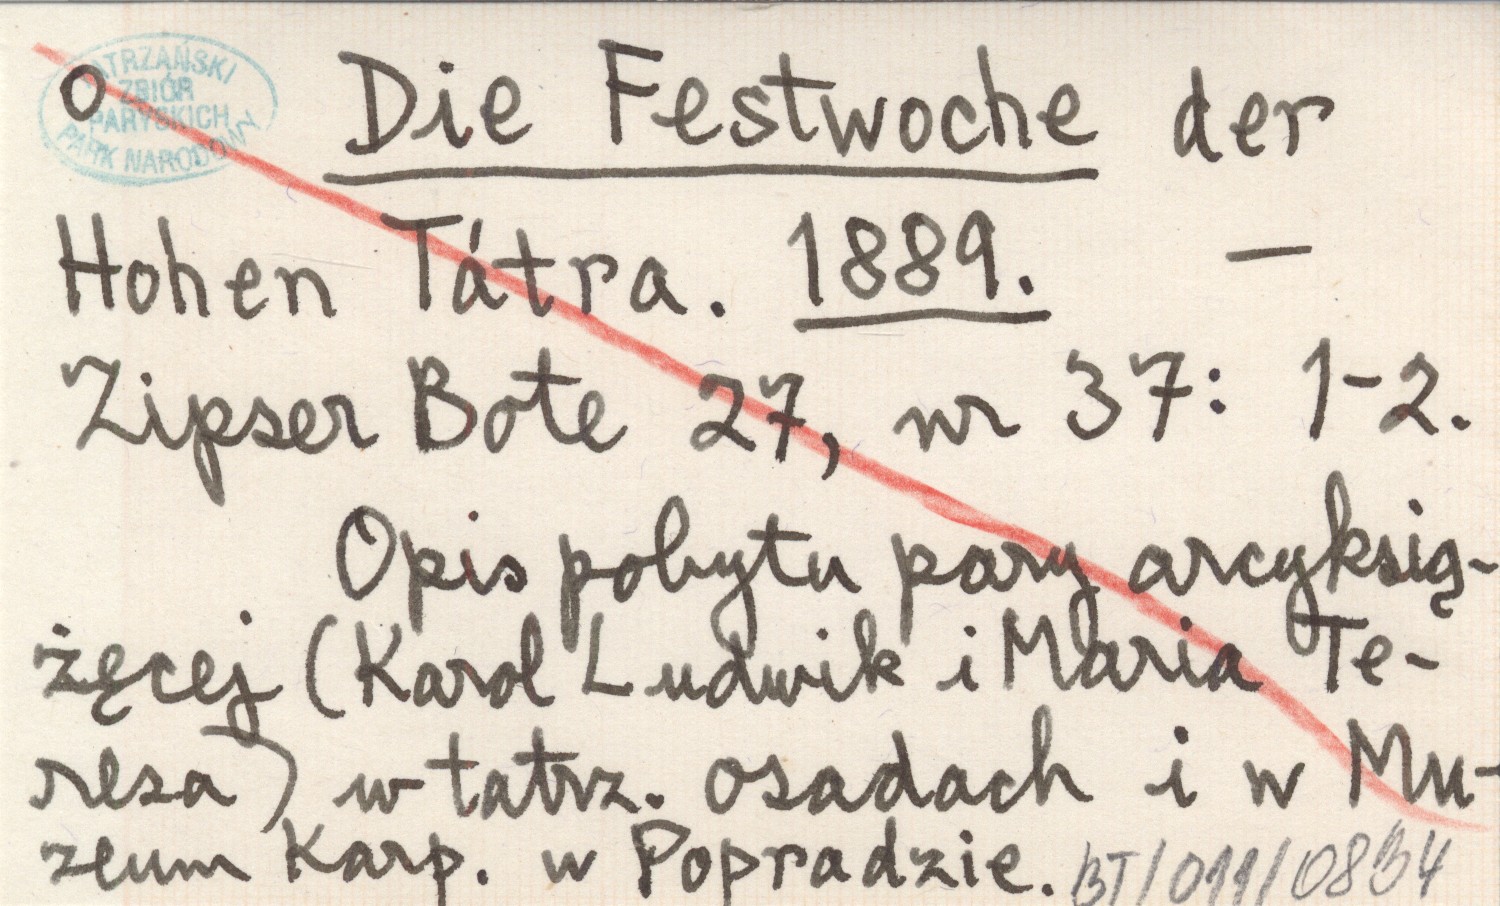 TATRZAŃSKI
ZBIÓR
PARYSKICH
PARK NARODOWY
o Die Festwoche der
Hohen Tátra. 1889. —
Zipser Bote 27, nr 37: 1-2.
Opis pobytu pary arcyksią-
żęcej (Karol Ludwik i Maria Te-
resa) w tatrz. osadach i w Mu-
zeum Karp. w Popradzie. BT/011/0834